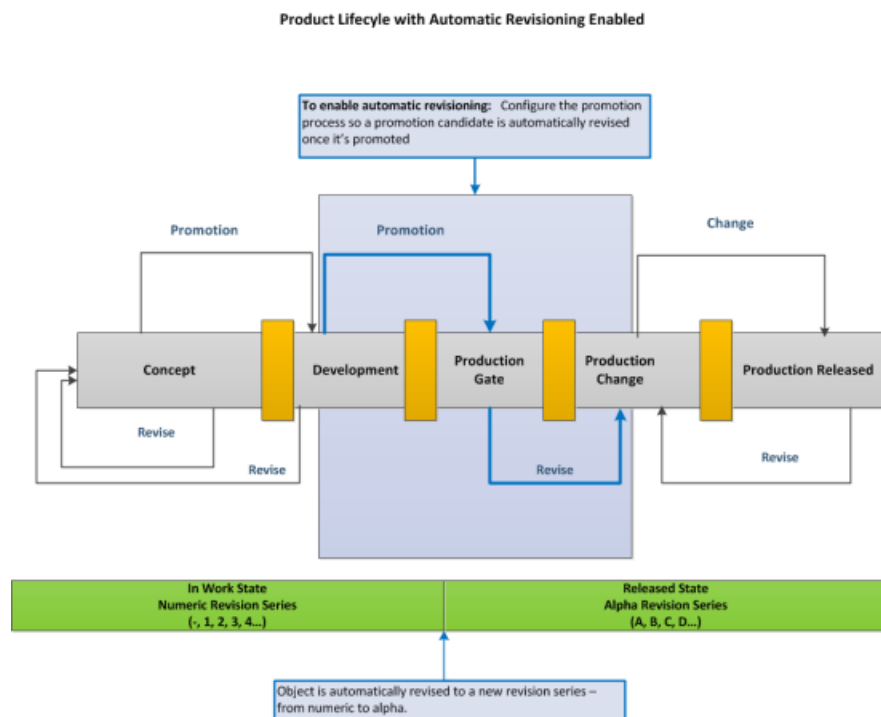 Product Lifecyle with Automatic Revisioning Enabled
To enable automatic revisioning: Configure the promotion
process so a promotion candidate is automatically revised
once it's promoted
Promotion
Promotion
Change
Concept
Development
Production
Gate
Production
Change
Production Released
Revise
Revise
Revise
Revise
In Work State
Numeric Revision Series
(-, 1, 2, 3, 4...)
Released State
Alpha Revision Series
(A, B, C, D...)
Object is automatically revised to a new revision series –
from numeric to alpha.